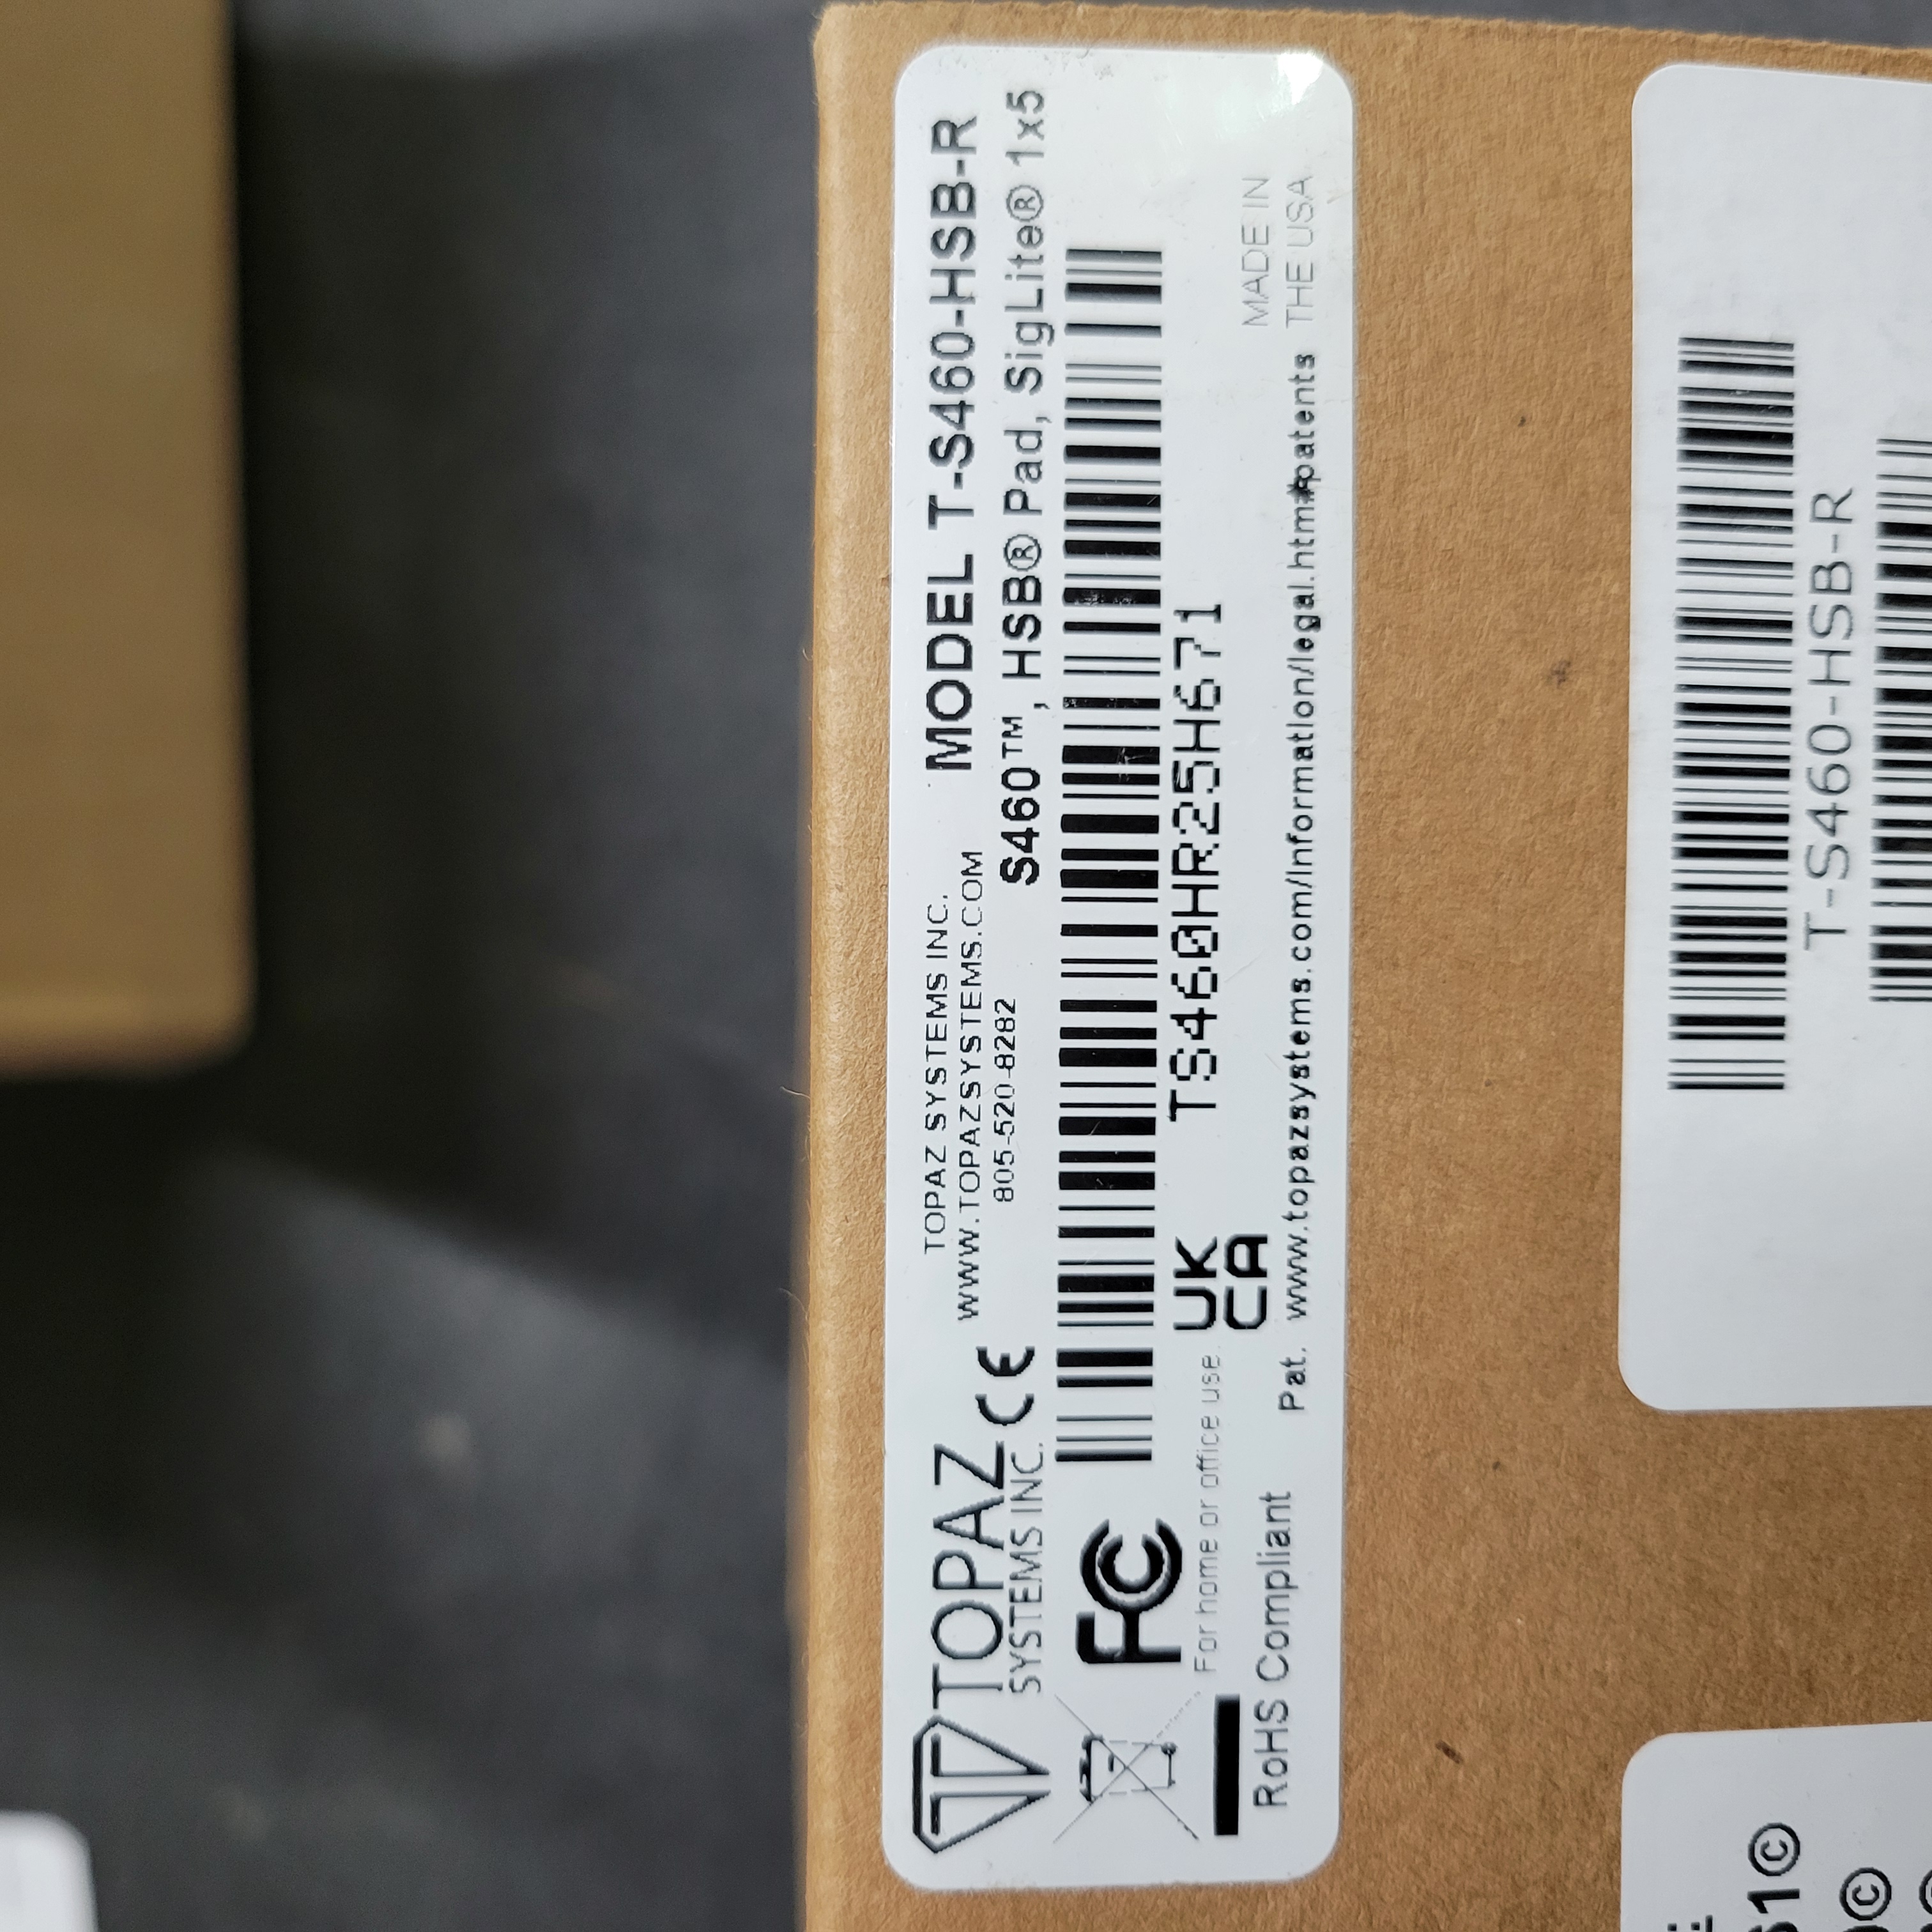 TOPAZ
SYSTEMS INC.
CE
TOPAZ SYSTEMS INC.
WWW.TOPAZSYSTEMS.COM
805-520-8282
MODEL T-S460-HSB-R
S460™, HSB® Pad, SigLite® 1x5
FC
TS460HR25H671
For home or office use.
UK
CA
RoHS Compliant
Pat. www.topazsystems.com/information/legal.htm#patents
MADE IN
THE USA
T-S460-HSB-R